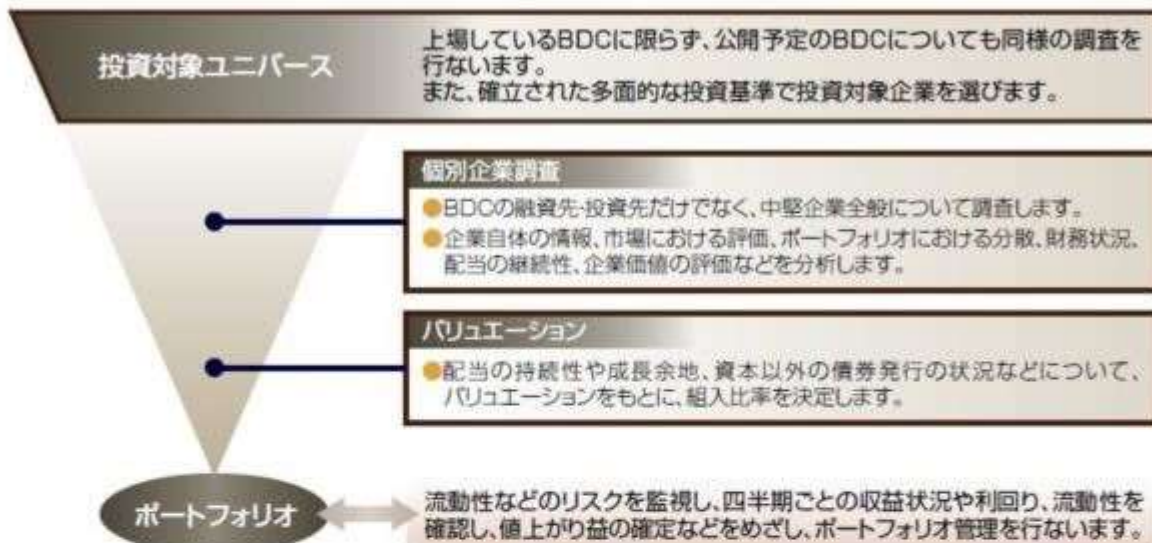 投資対象ユニバース
上場しているBDCに限らず、公開予定のBDCについても同様の調査を
行ないます。
また、確立された多面的な投資基準で投資対象企業を選びます。
個別企業調査
●BDCの融資先・投資先だけでなく、中堅企業全般について調査します。
●企業自体の情報、市場における評価、ポートフォリオにおける分散、財務状況、
配当の継続性、企業価値の評価などを分析します。
バリュエーション
●配当の持続性や成長余地、資本以外の債券発行の状況などについて、
バリュエーションをもとに、組入比率を決定します。
ポートフォリオ
流動性などのリスクを監視し、四半期ごとの収益状況や利回り、流動性を
確認し、値上がり益の確定などをめざし、ポートフォリオ管理を行ないます。